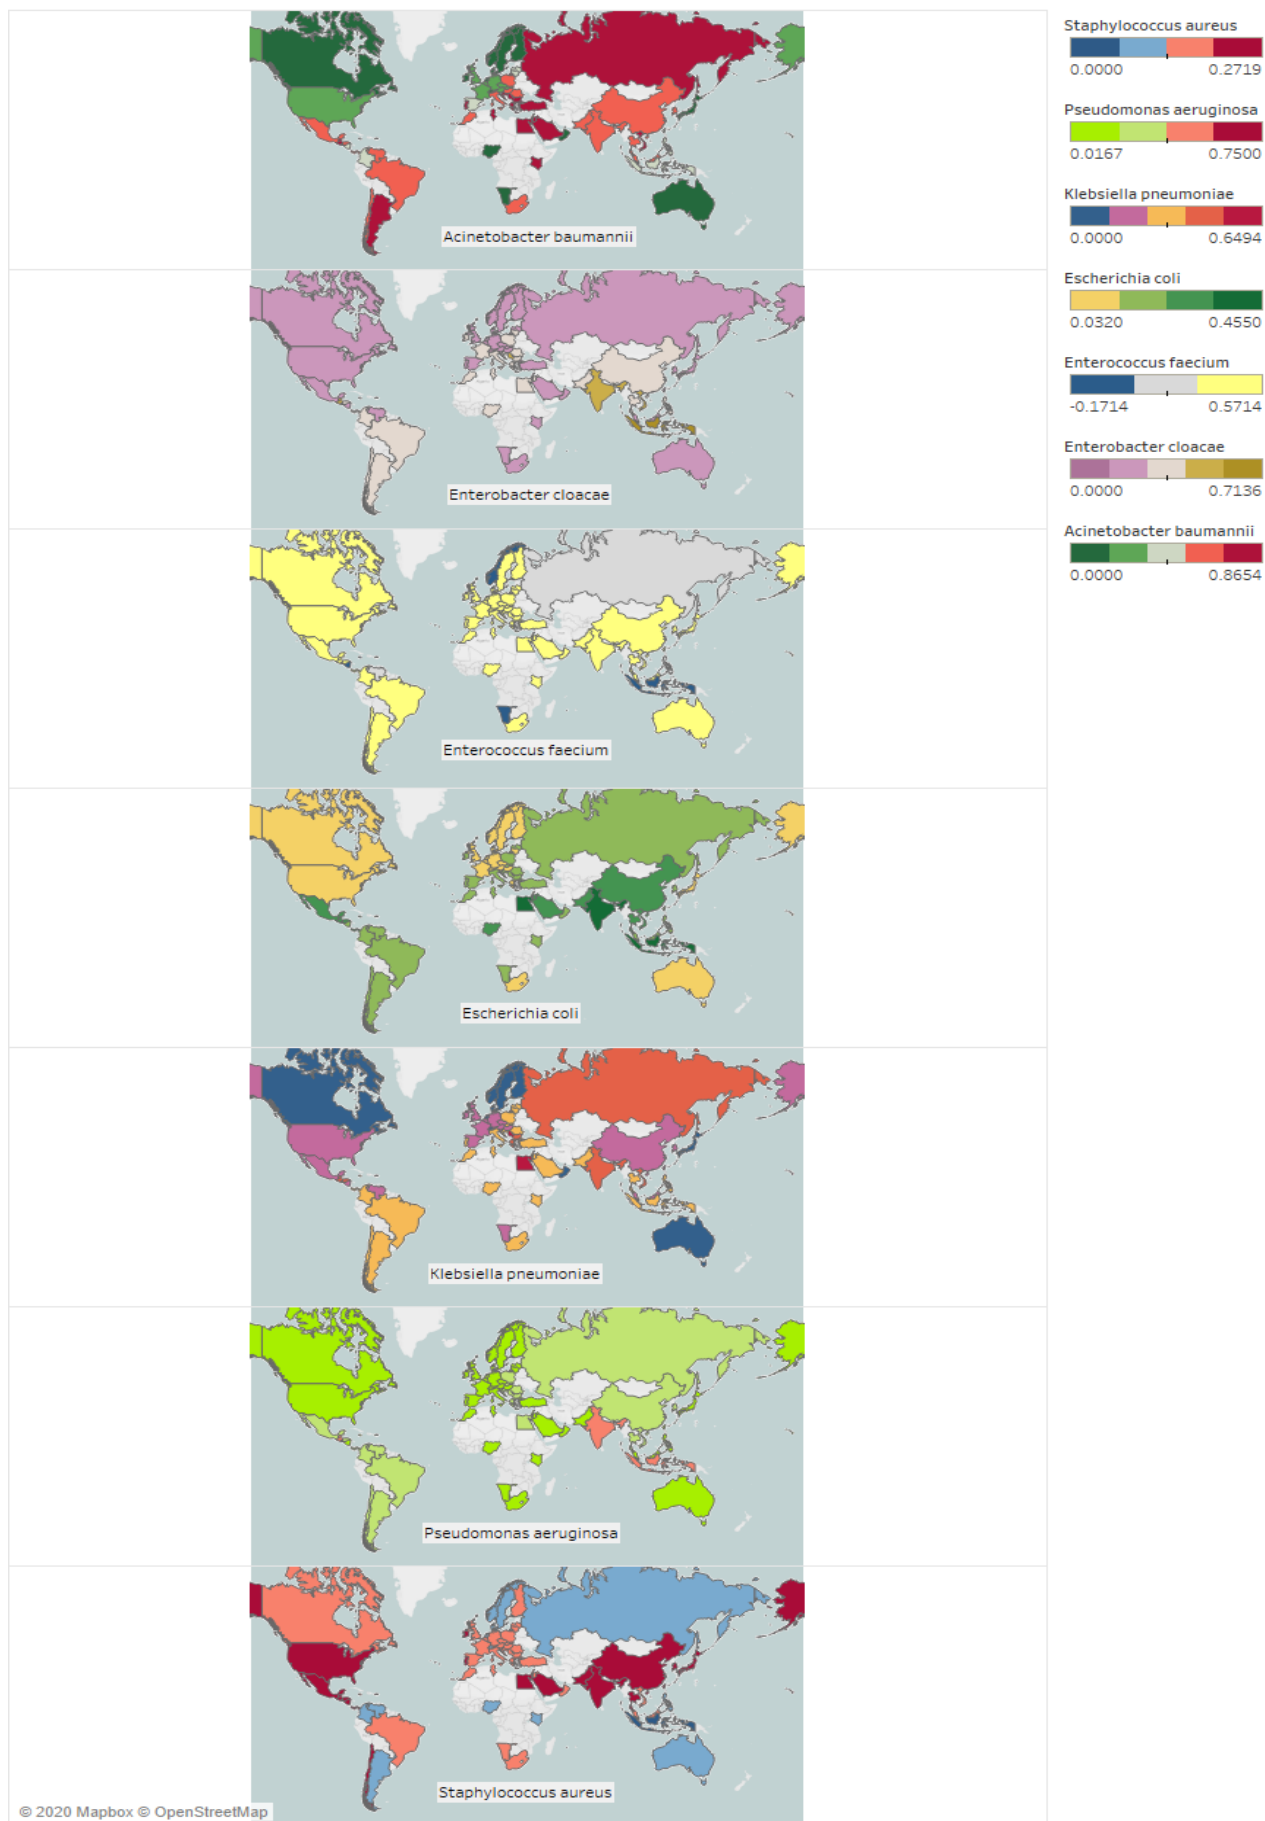 Staphylococcus aureus
0.0000 0.2719
Pseudomonas aeruginosa
0.0167 0.7500
Klebsiella pneumoniae
0.0000 0.6494
Escherichia coli
0.0320 0.4550
Enterococcus faecium
-0.1714 0.5714
Enterobacter cloacae
0.0000 0.7136
Acinetobacter baumannii
0.0000 0.8654
Acinetobacter baumannii
Enterobacter cloacae
Enterococcus faecium
Escherichia coli
Klebsiella pneumoniae
Pseudomonas aeruginosa
Staphylococcus aureus
© 2020 Mapbox © OpenStreetMap